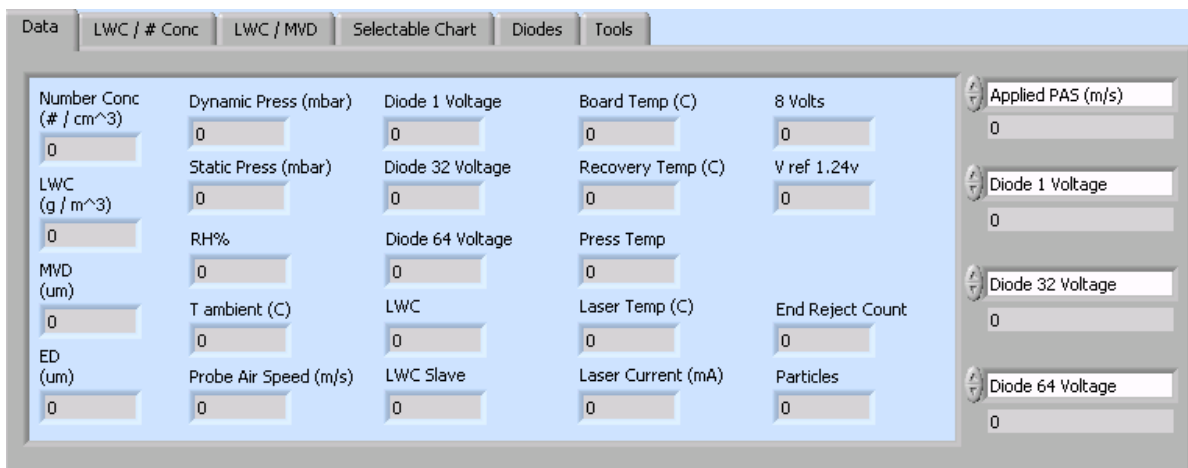 Data LWC / # Conc LWC / MVD Selectable Chart Diodes Tools
Number Conc
(# / cm^3)
0
LWC
(g / m^3)
0
MVD
(um)
0
ED
(um)
0
Dynamic Press (mbar)
0
Static Press (mbar)
0
RH%
0
T ambient (C)
0
Probe Air Speed (m/s)
0
Diode 1 Voltage
0
Diode 32 Voltage
0
Diode 64 Voltage
0
LWC
0
LWC Slave
0
Board Temp (C)
0
Recovery Temp (C)
0
Press Temp
0
Laser Temp (C)
0
Laser Current (mA)
0
8 Volts
0
V ref 1.24v
0
End Reject Count
0
Particles
0
Applied PAS (m/s)
0
Diode 1 Voltage
0
Diode 32 Voltage
0
Diode 64 Voltage
0